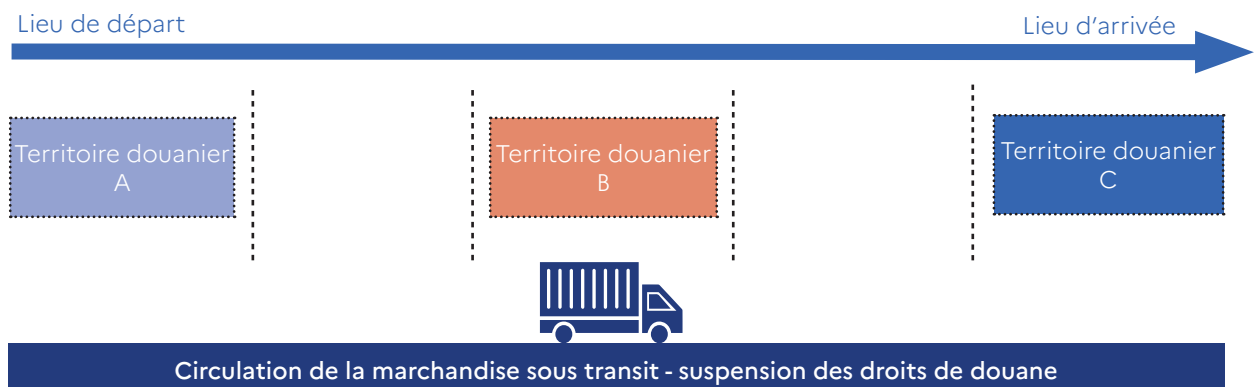 Lieu de départ
Lieu d'arrivée
Territoire douanier
A
Territoire douanier
B
Territoire douanier
C
Circulation de la marchandise sous transit - suspension des droits de douane